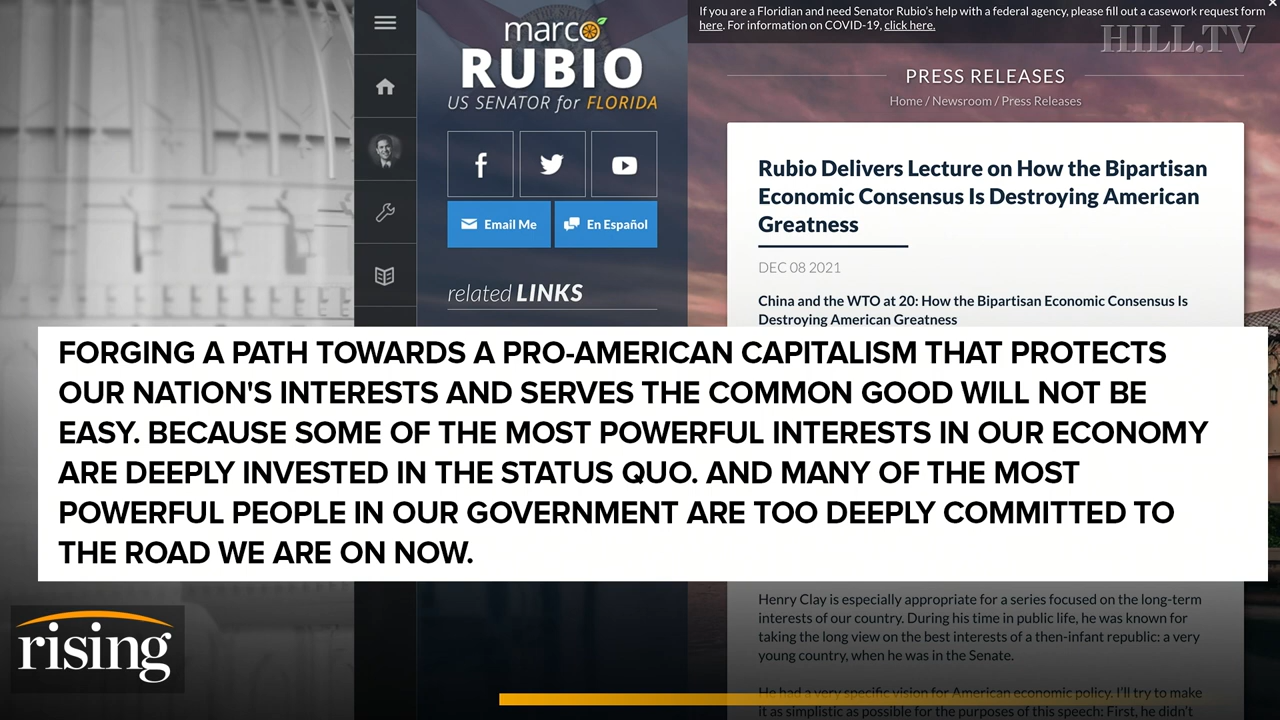 If you are a Floridian and need Senator Rubio's help with a federal agency, please fill out a casework request form
here. For information on COVID-19, click here.
HILL.TV
marco
RUBIO
US SENATOR for FLORIDA
Email Me
En Español
related LINKS
PRESS RELEASES
Home / Newsroom / Press Releases
Rubio Delivers Lecture on How the Bipartisan
Economic Consensus Is Destroying American
Greatness
DEC 08 2021
China and the WTO at 20: How the Bipartisan Economic Consensus Is
Destroying American Greatness
FORGING A PATH TOWARDS A PRO-AMERICAN CAPITALISM THAT PROTECTS
OUR NATION'S INTERESTS AND SERVES THE COMMON GOOD WILL NOT BE
EASY. BECAUSE SOME OF THE MOST POWERFUL INTERESTS IN OUR ECONOMY
ARE DEEPLY INVESTED IN THE STATUS QUO. AND MANY OF THE MOST
POWERFUL PEOPLE IN OUR GOVERNMENT ARE TOO DEEPLY COMMITTED TO
THE ROAD WE ARE ON NOW.
Henry Clay is especially appropriate for a series focused on the long-term
interests of our country. During his time in public life, he was known for
taking the long view on the best interests of a then-infant republic: a very
young country, when he was in the Senate.
He had a very specific vision for American economic policy. I'll try to make
it as simplistic as possible for the purposes of this speech: First, he didn't
rising